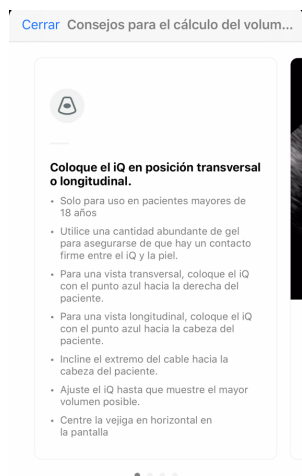 Cerrar Consejos para el cálculo del volum...
Coloque el iQ en posición transversal
o longitudinal.
• Solo para uso en pacientes mayores de
18 años
• Utilice una cantidad abundante de gel
para asegurarse de que hay un contacto
firme entre el iQ y la piel.
• Para una vista transversal, coloque el iQ
con el punto azul hacia la derecha del
paciente.
• Para una vista longitudinal, coloque el iQ
con el punto azul hacia la cabeza del
paciente.
• Incline el extremo del cable hacia la
cabeza del paciente.
• Ajuste el iQ hasta que muestre el mayor
volumen posible.
• Centre la vejiga en horizontal en
la pantalla